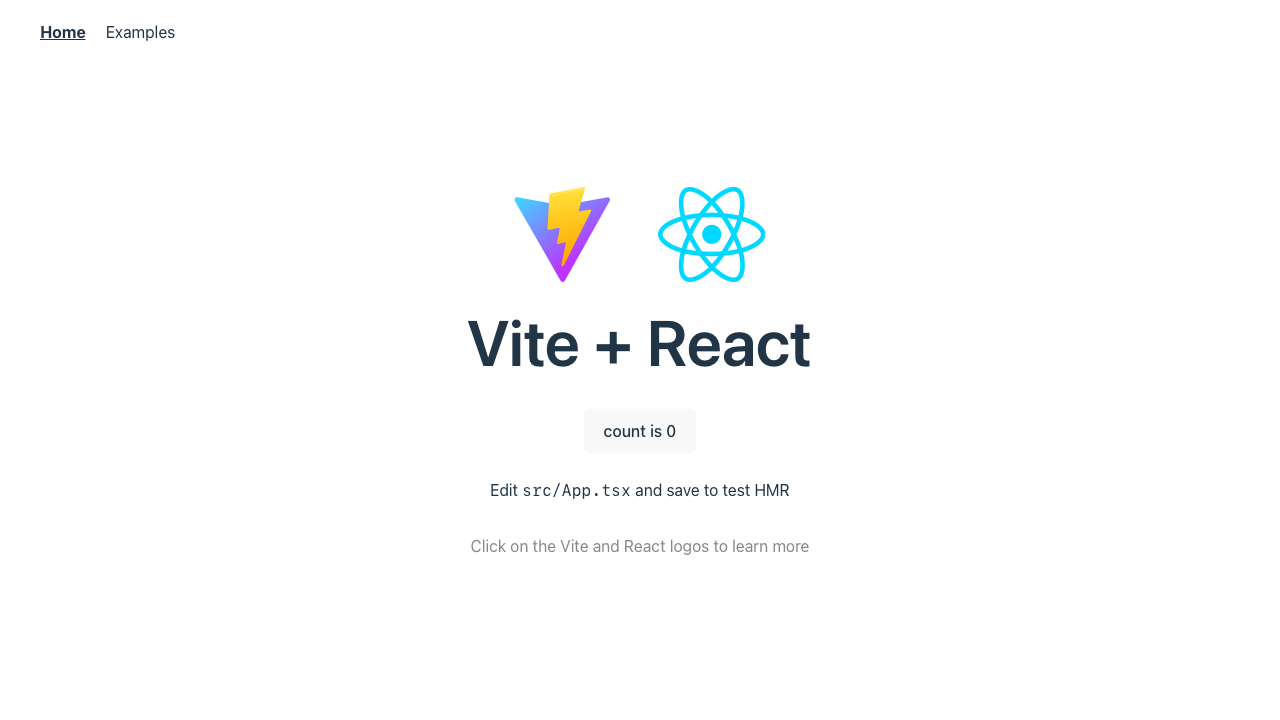 Home Examples
Vite + React
count is 0
Edit src/App.tsx and save to test HMR
Click on the Vite and React logos to learn more